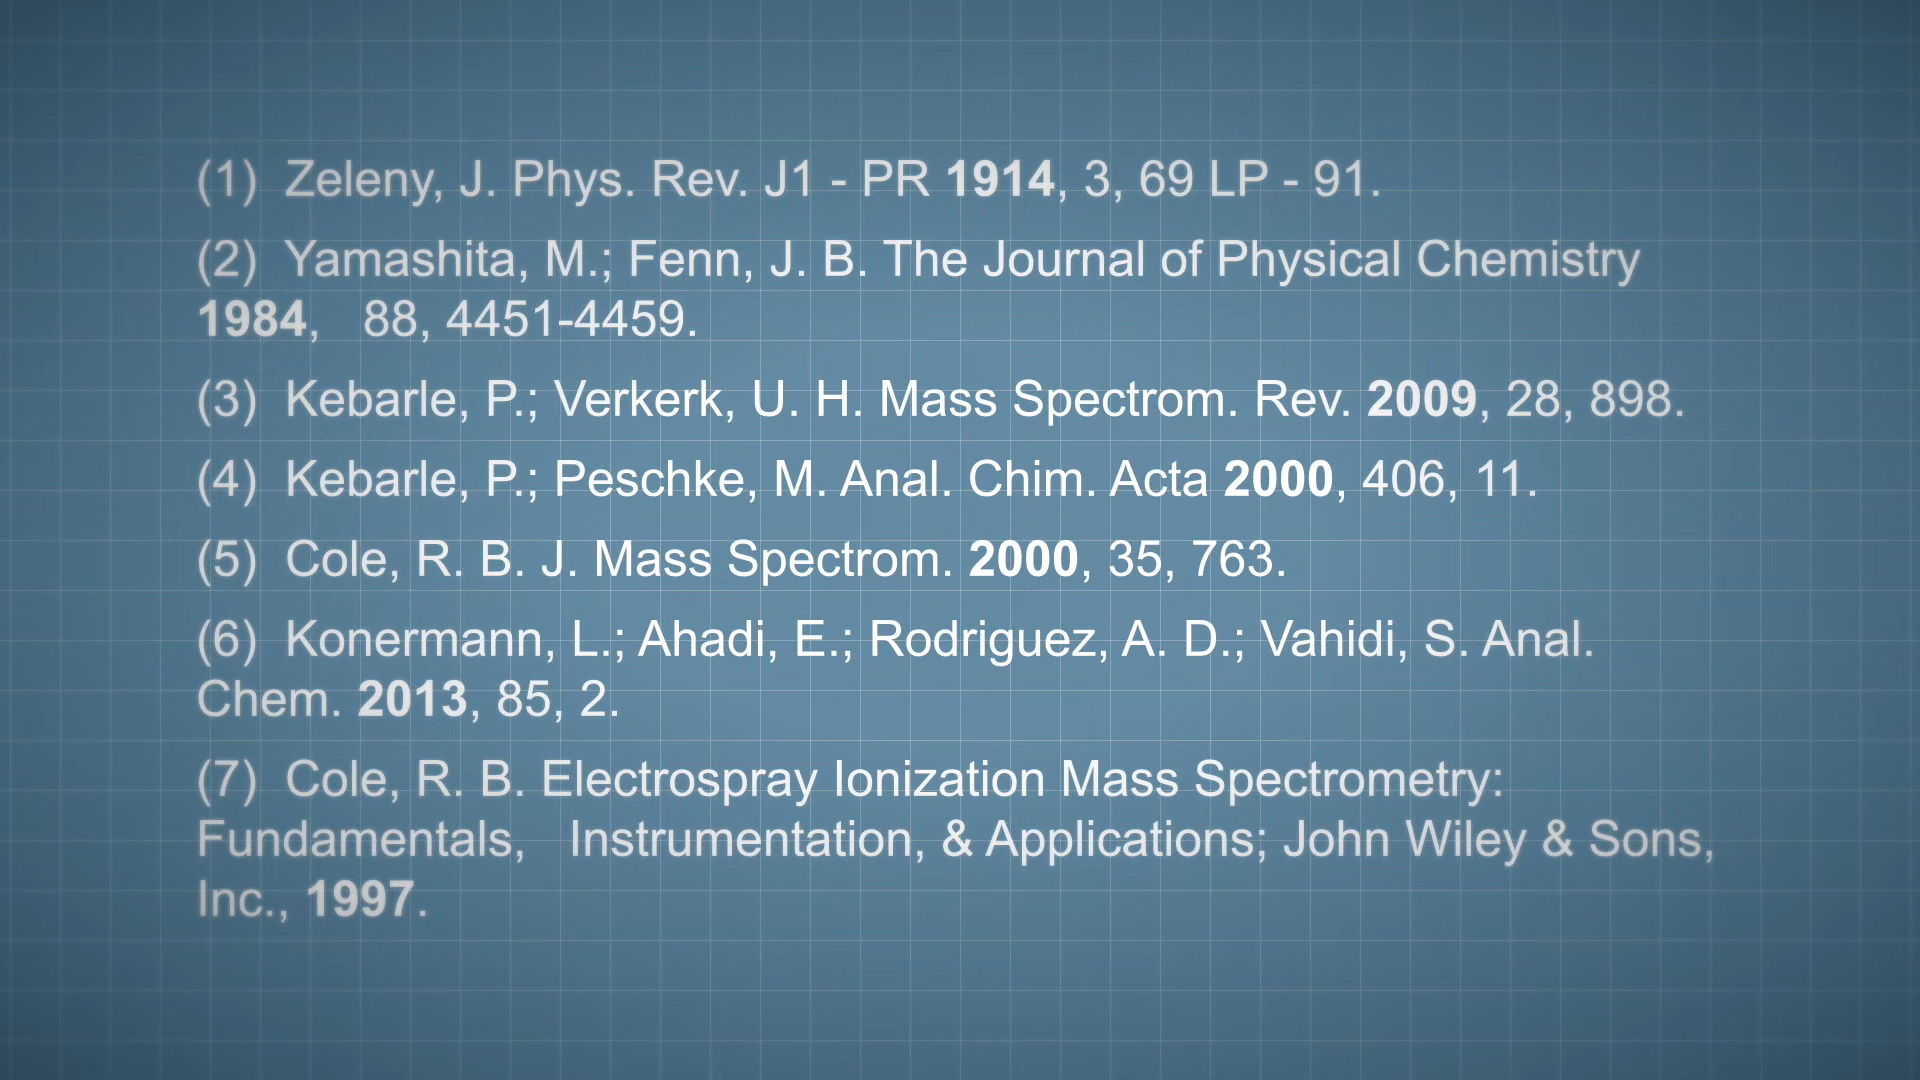 (1) Zeleny, J. Phys. Rev. J1 - PR 1914, 3, 69 LP - 91.
(2) Yamashita, M.; Fenn, J. B. The Journal of Physical Chemistry
1984, 88, 4451-4459.
(3) Kebarle, P.; Verkerk, U. H. Mass Spectrom. Rev. 2009, 28, 898.
(4) Kebarle, P.; Peschke, M. Anal. Chim. Acta 2000, 406, 11.
(5) Cole, R. B. J. Mass Spectrom. 2000, 35, 763.
(6) Konermann, L.; Ahadi, E.; Rodriguez, A. D.; Vahidi, S. Anal.
Chem. 2013, 85, 2.
(7) Cole, R. B. Electrospray Ionization Mass Spectrometry:
Fundamentals, Instrumentation, & Applications; John Wiley & Sons,
Inc., 1997.